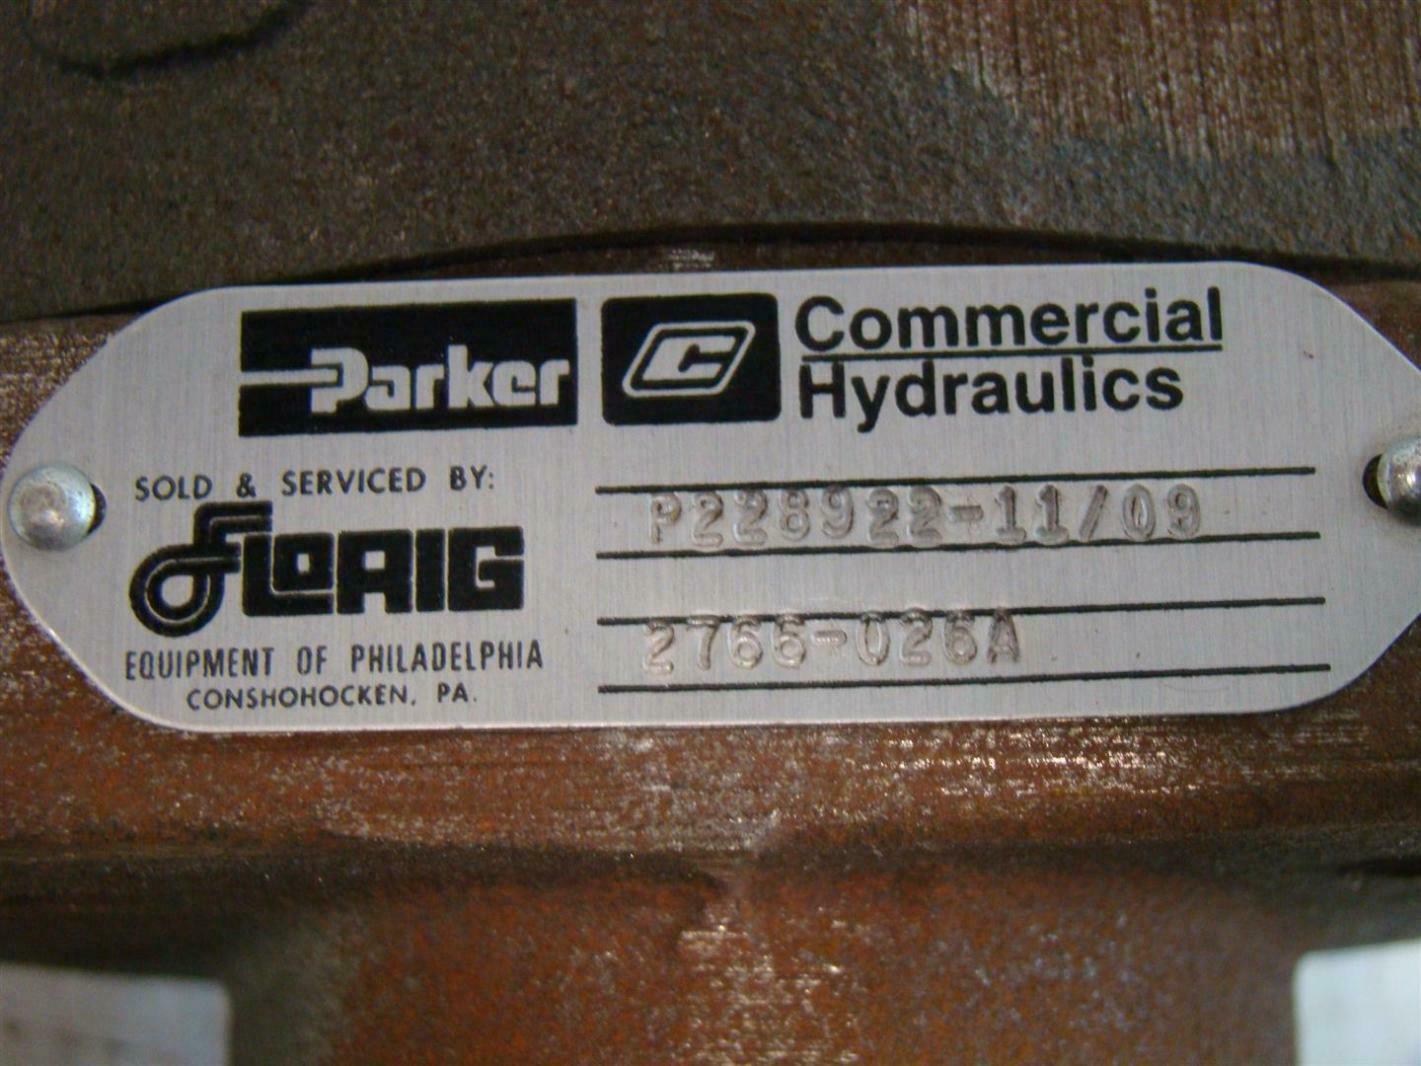 Parker
C
Commercial
Hydraulics
SOLD & SERVICED BY:
FLORIG
EQUIPMENT OF PHILADELPHIA
CONSHOHOCKEN, PA.
P228922-11/09
2766-026A